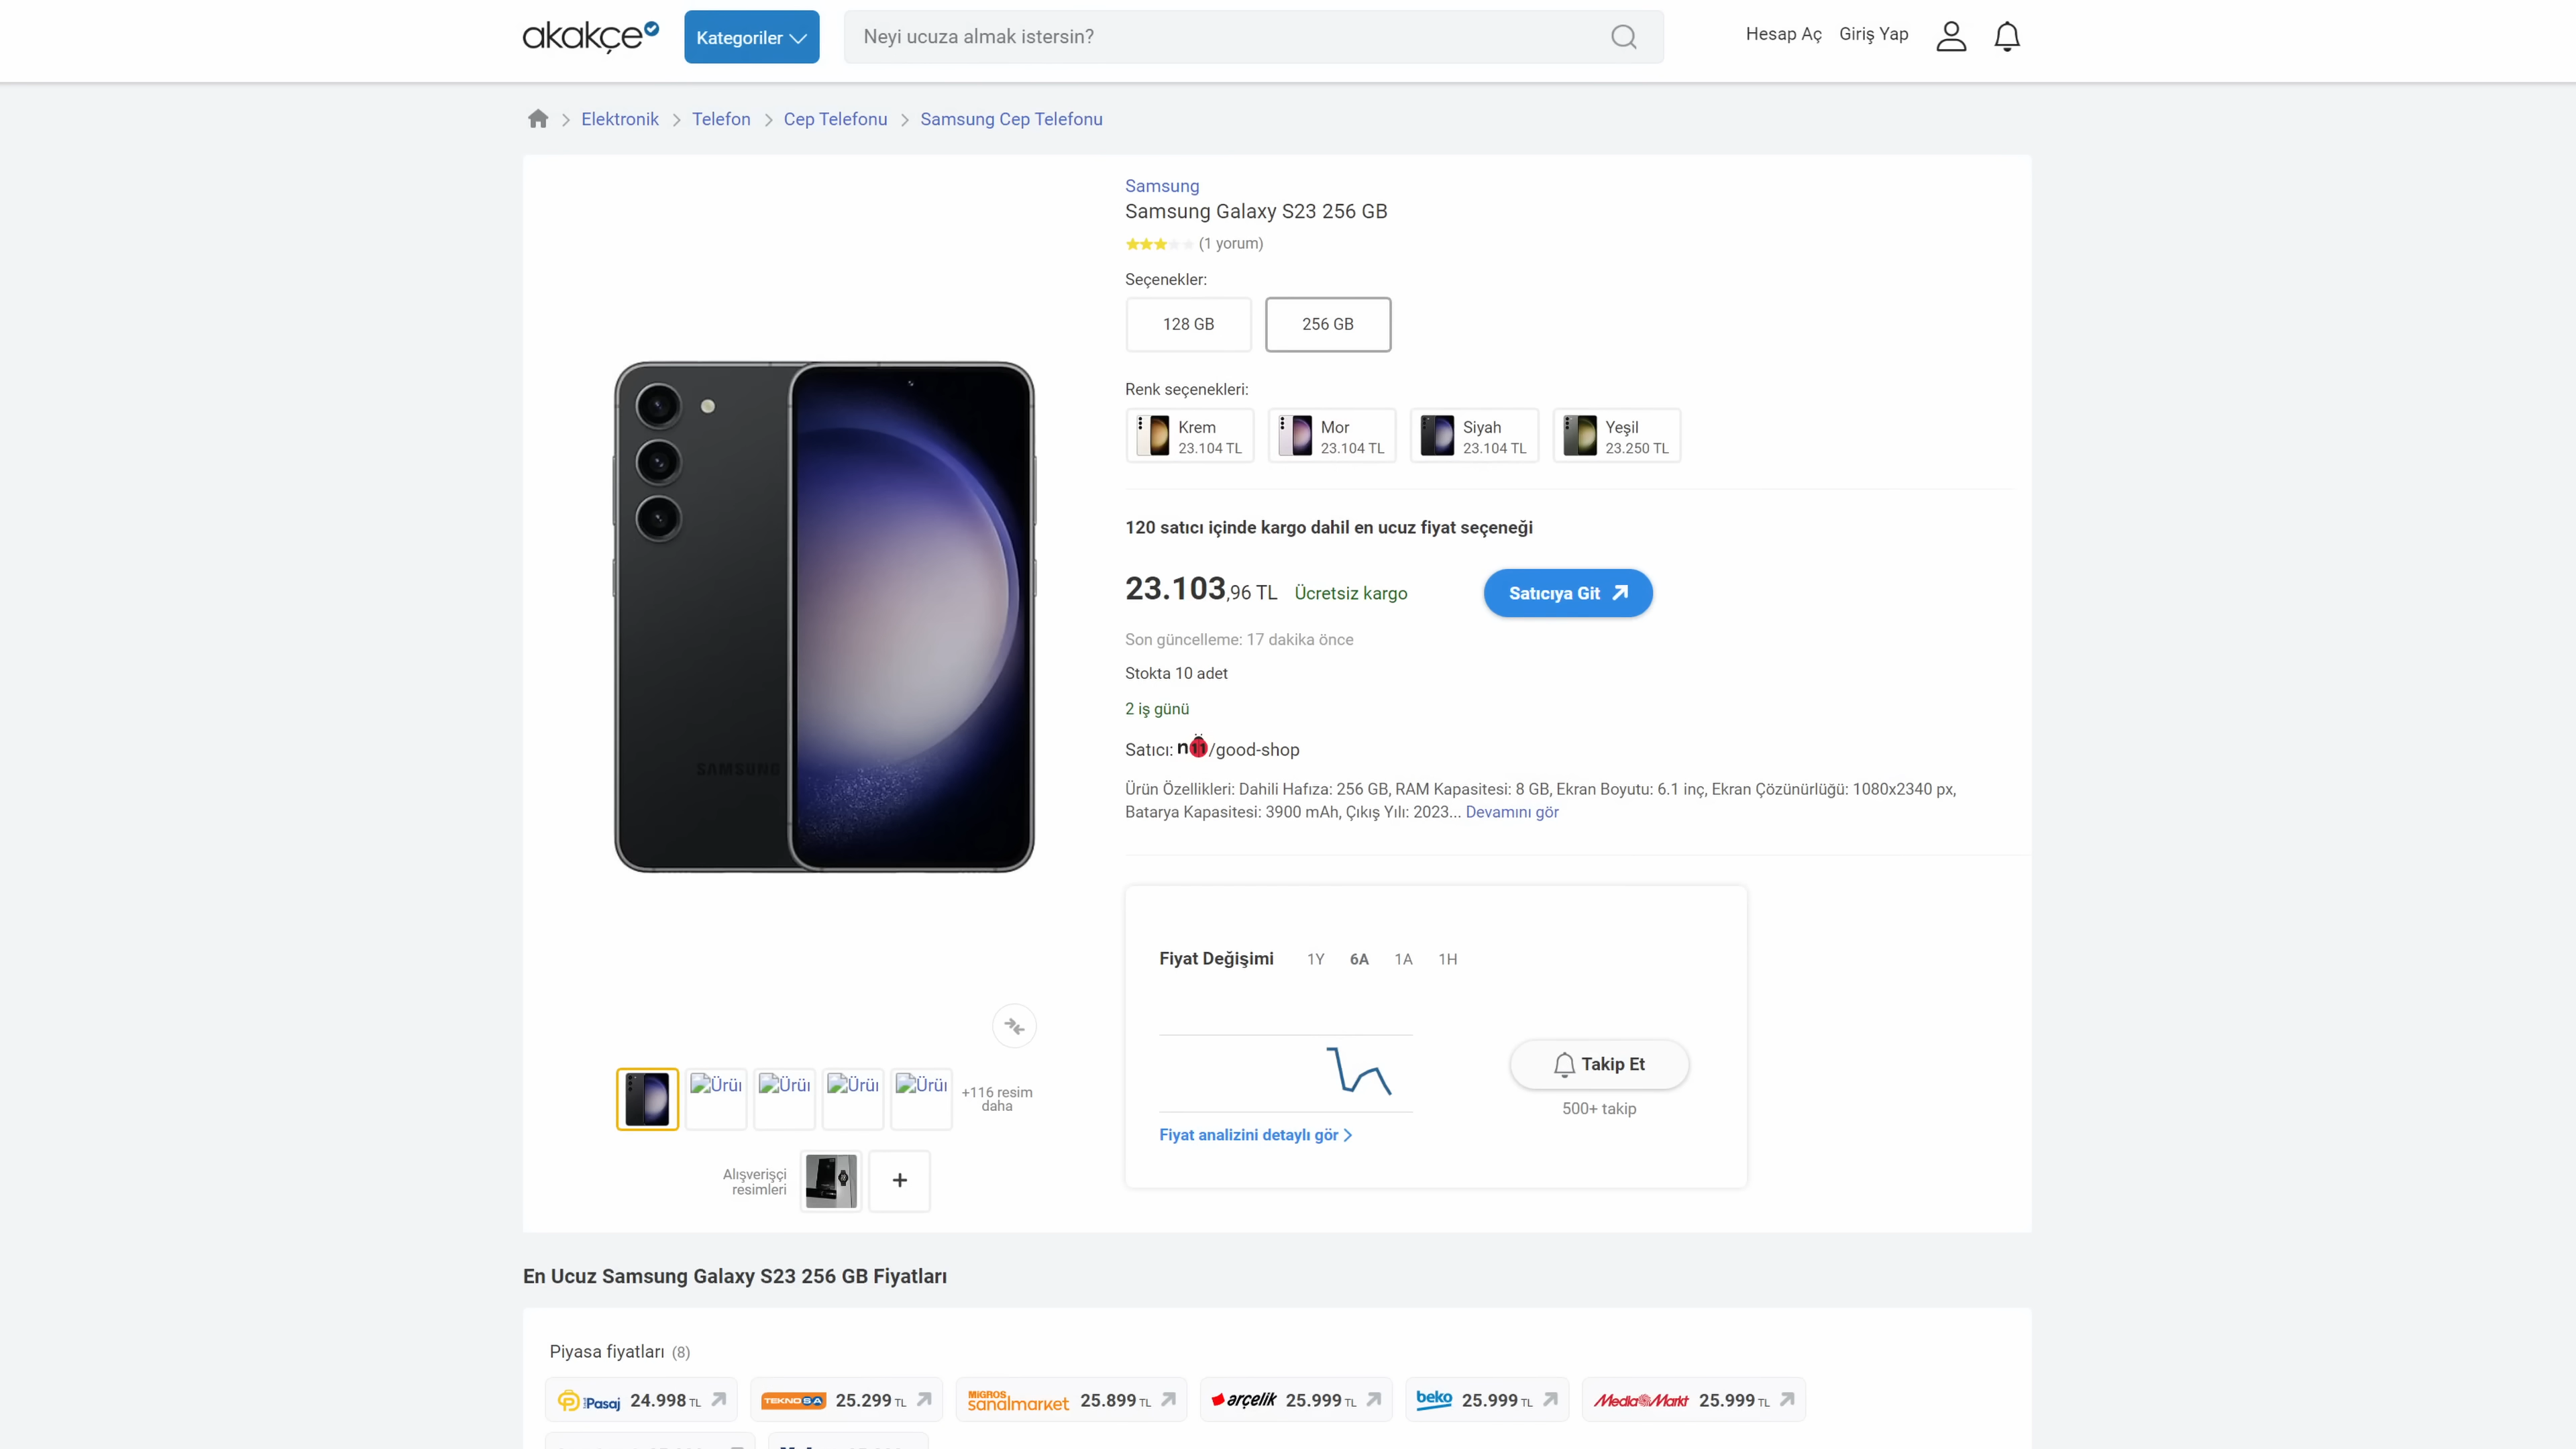 akakçe
Kategoriler
Neyi ucuza almak istersin?
Hesap Aç
Giriş Yap
Elektronik
Telefon
Cep Telefonu
Samsung Cep Telefonu
Samsung
Samsung Galaxy S23 256 GB
(1 yorum)
Seçenekler:
128 GB
256 GB
Renk seçenekleri:
Krem
23.104 TL
Mor
23.104 TL
Siyah
23.104 TL
Yeşil
23.250 TL
120 satıcı içinde kargo dahil en ucuz fiyat seçeneği
23.103,96 TL Ücretsiz kargo
Satıcıya Git
Son güncelleme: 17 dakika önce
Stokta 10 adet
2 iş günü
Satıcı: n11/good-shop
Ürün Özellikleri: Dahili Hafıza: 256 GB, RAM Kapasitesi: 8 GB, Ekran Boyutu: 6.1 inç, Ekran Çözünürlüğü: 1080x2340 px,
Batarya Kapasitesi: 3900 mAh, Çıkış Yılı: 2023... Devamını gör
SAMSUNG
Fiyat Değişimi 1Y 6A 1A 1H
Takip Et
500+ takip
Fiyat analizini detaylı gör
+116 resim
daha
Alışverişçi
resimleri
+
En Ucuz Samsung Galaxy S23 256 GB Fiyatları
Piyasa fiyatları (8)
Pasaj 24.998 TL
TEKNOSA 25.299 TL
MİGROS
sanalmarket 25.899 TL
arçelik 25.999 TL
beko 25.999 TL
MediaMarkt 25.999 TL